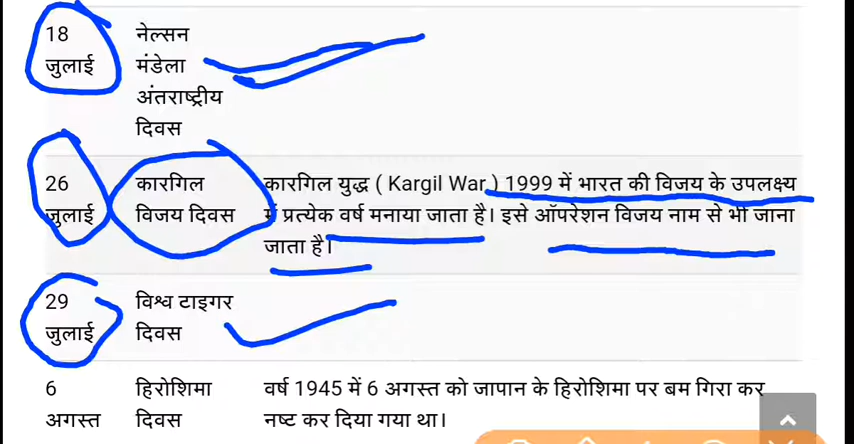 18 जुलाई
नेल्सन मंडेला अंतराष्ट्रीय दिवस
26 जुलाई
कारगिल विजय दिवस
कारगिल युद्ध ( Kargil War ) 1999 में भारत की विजय के उपलक्ष्य
में प्रत्येक वर्ष मनाया जाता है। इसे ऑपरेशन विजय नाम से भी जाना
जाता है।
29 जुलाई
विश्व टाइगर दिवस
6 अगस्त
हिरोशिमा दिवस
वर्ष 1945 में 6 अगस्त को जापान के हिरोशिमा पर बम गिरा कर
नष्ट कर दिया गया था।